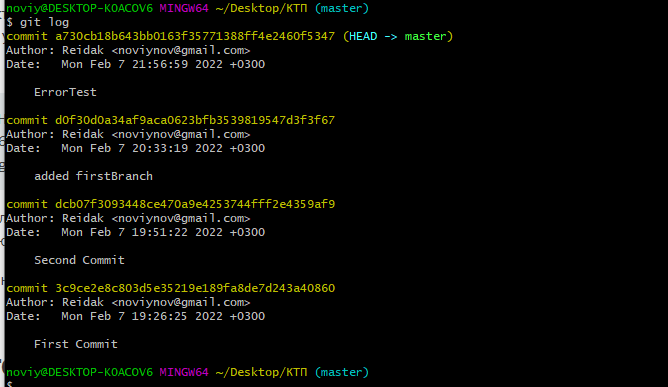 noviy@DESKTOP-K0ACOV6 MINGW64 ~/Desktop/КТП (master)
$ git log
commit a730cb18b643bb0163f35771388ff4e2460f5347 (HEAD -> master)
Author: Reidak <noviynov@gmail.com>
Date:   Mon Feb 7 21:56:59 2022 +0300
    ErrorTest
commit d0f30d0a34af9aca0623bfb3539819547d3f3f67
Author: Reidak <noviynov@gmail.com>
Date:   Mon Feb 7 20:33:19 2022 +0300
    added firstBranch
commit dcb07f3093448ce470a9e4253744fff2e4359af9
Author: Reidak <noviynov@gmail.com>
Date:   Mon Feb 7 19:51:22 2022 +0300
    Second Commit
commit 3c9ce2e8c803d5e35219e189fa8de7d243a40860
Author: Reidak <noviynov@gmail.com>
Date:   Mon Feb 7 19:26:25 2022 +0300
    First Commit
noviy@DESKTOP-K0ACOV6 MINGW64 ~/Desktop/КТП (master)
$